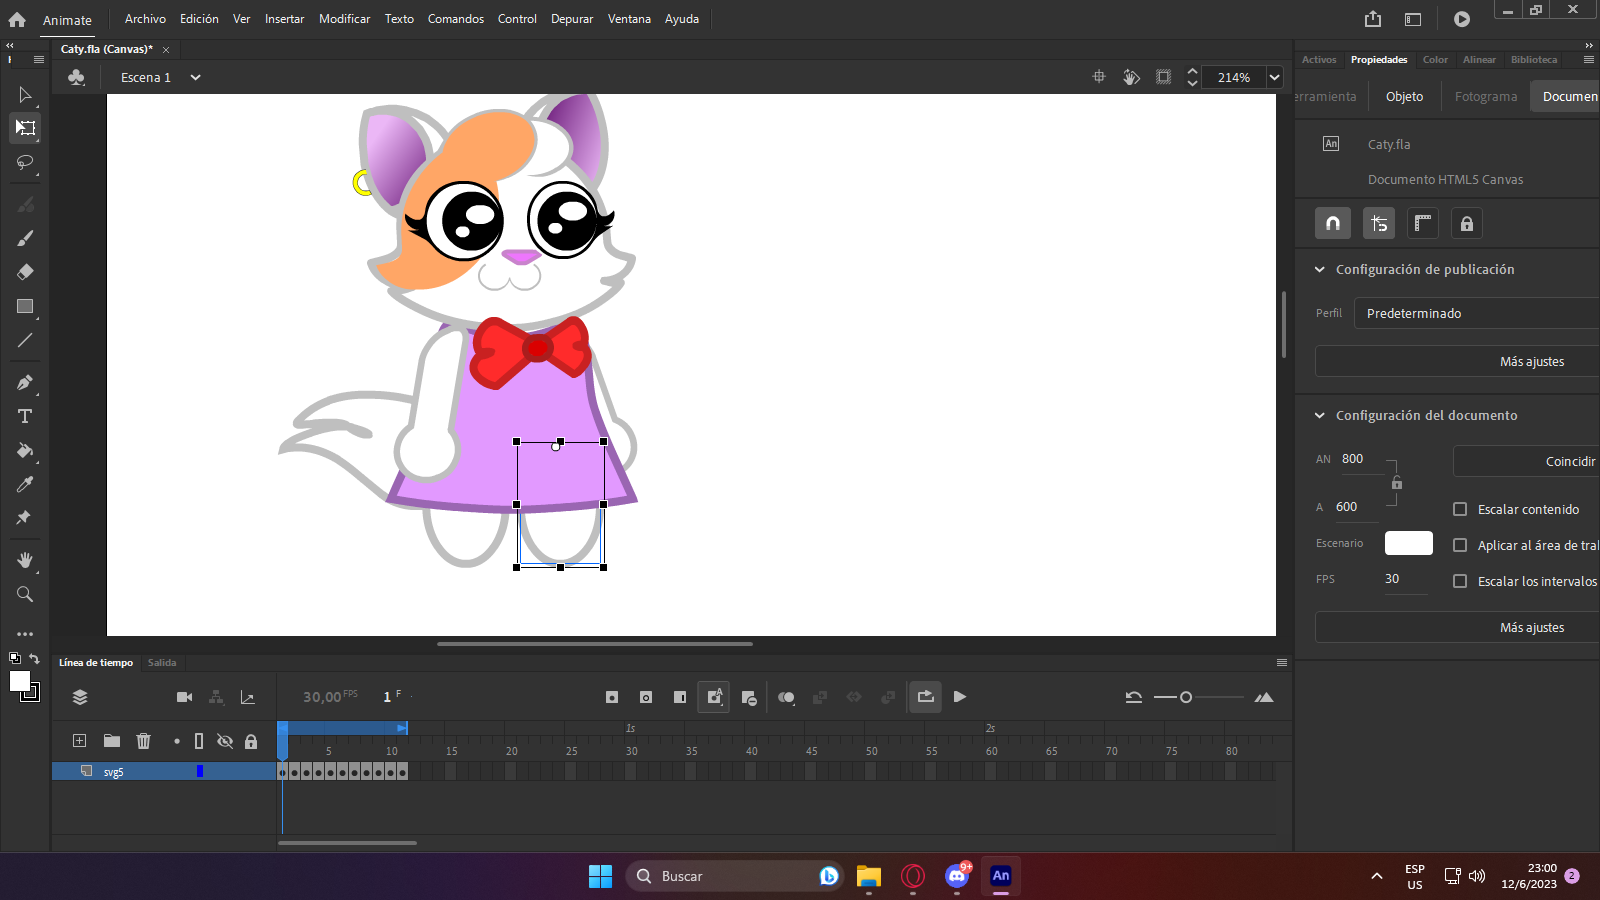 Animate
Archivo Edición Ver Insertar Modificar Texto Comandos Control Depurar Ventana Ayuda
Caty.fla (Canvas)*
Escena 1
214%
Activos Propiedades Color Alinear Biblioteca
erramienta Objeto Fotograma Documen
An Caty.fla
Documento HTML5 Canvas
Configuración de publicación
Perfil Predeterminado
Más ajustes
Configuración del documento
AN 800
Coincidir
A 600
Escalar contenido
Escenario
Aplicar al área de tra
FPS 30
Escalar los intervalos
Más ajustes
Línea de tiempo Salida
30,00 FPS 1 F
1s 2s
5 10 15 20 25 30 35 40 45 50 55 60 65 70 75 80
svg5
Buscar
9+
An
ESP
US
23:00
12/6/2023
2